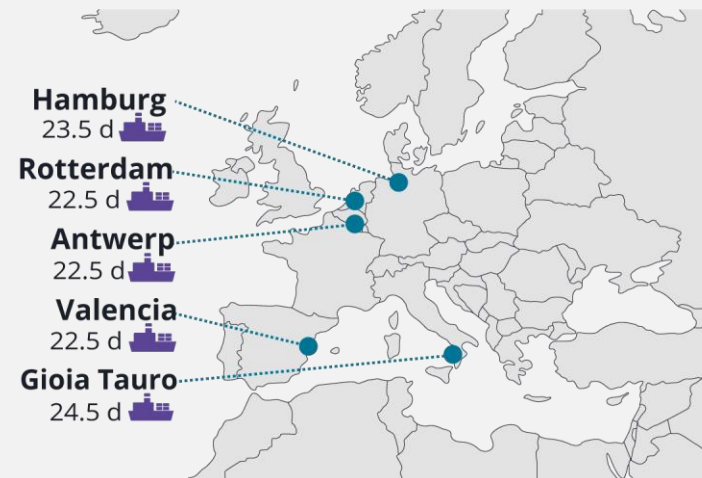 Hamburg
23.5 d
Rotterdam
22.5 d
Antwerp
22.5 d
Valencia
22.5 d
Gioia Tauro
24.5 d